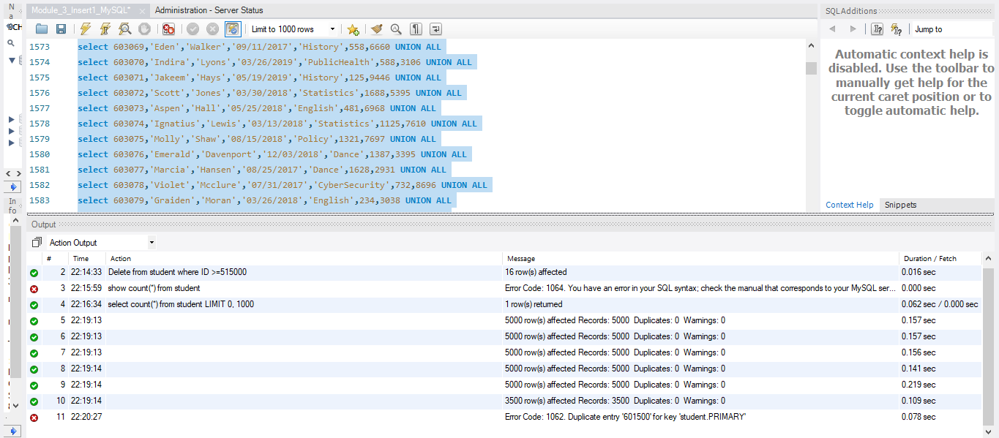 Module_3_Insert1_MySQL* × Administration - Server Status
SQLAdditions
N
a
CH
Limit to 1000 rows
Jump to
1573 select 603069,'Eden','Walker','09/11/2017','History',558,6660 UNION ALL
1574 select 603070,'Indira','Lyons','03/26/2019','PublicHealth',588,3106 UNION ALL
1575 select 603071,'Jakeem','Hays','05/19/2019','History',125,9446 UNION ALL
1576 select 603072,'Scott','Jones','03/30/2018','Statistics',1688,5395 UNION ALL
1577 select 603073,'Aspen','Hall','05/25/2018','English',481,6968 UNION ALL
1578 select 603074,'Ignatius','Lewis','03/13/2018','Statistics',1125,7610 UNION ALL
1579 select 603075,'Molly','Shaw','08/15/2018','Policy',1321,7697 UNION ALL
1580 select 603076,'Emerald','Davenport','12/03/2018','Dance',1387,3395 UNION ALL
1581 select 603077,'Marcia','Hansen','08/25/2017','Dance',1628,2931 UNION ALL
1582 select 603078,'Violet','Mcclure','07/31/2017','CyberSecurity',732,8696 UNION ALL
1583 select 603079,'Graiden','Moran','03/26/2018','English',234,3038 UNION ALL
Automatic context help is
disabled. Use the toolbar to
manually get help for the
current caret position or to
toggle automatic help.
Context Help Snippets
In
fo
Output
Action Output
# Time Action Message Duration / Fetch
2 22:14:33 Delete from student where ID >=515000 16 row(s) affected 0.016 sec
3 22:15:59 show count(*) from student Error Code: 1064. You have an error in your SQL syntax; check the manual that corresponds to your MySQL ser... 0.000 sec
4 22:16:34 select count(*) from student LIMIT 0, 1000 1 row(s) returned 0.062 sec / 0.000 sec
5 22:19:13 5000 row(s) affected Records: 5000 Duplicates: 0 Warnings: 0 0.157 sec
6 22:19:13 5000 row(s) affected Records: 5000 Duplicates: 0 Warnings: 0 0.157 sec
7 22:19:13 5000 row(s) affected Records: 5000 Duplicates: 0 Warnings: 0 0.156 sec
8 22:19:14 5000 row(s) affected Records: 5000 Duplicates: 0 Warnings: 0 0.141 sec
9 22:19:14 5000 row(s) affected Records: 5000 Duplicates: 0 Warnings: 0 0.219 sec
10 22:19:14 3500 row(s) affected Records: 3500 Duplicates: 0 Warnings: 0 0.109 sec
11 22:20:27 Error Code: 1062. Duplicate entry '601500' for key 'student.PRIMARY' 0.078 sec